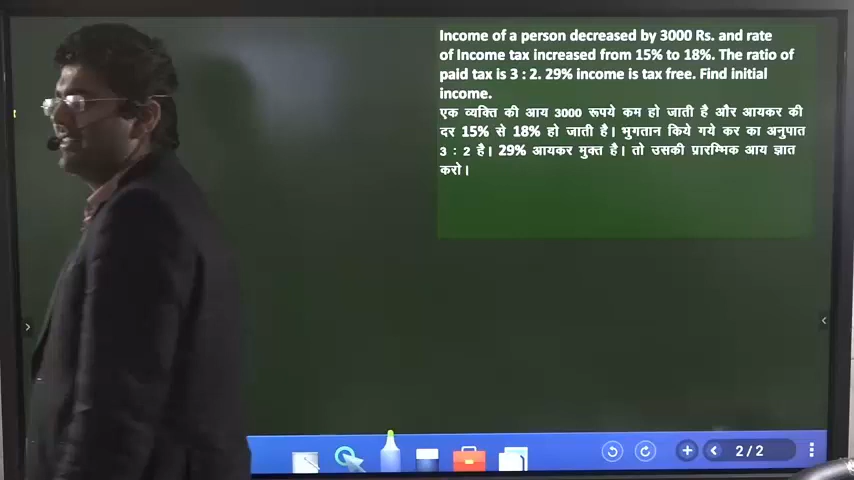 Income of a person decreased by 3000 Rs. and rate
of Income tax increased from 15% to 18%. The ratio of
paid tax is 3 : 2. 29% income is tax free. Find initial
income.
एक व्यक्ति की आय 3000 रूपये कम हो जाती है और आयकर की
दर 15% से 18% हो जाती है। भुगतान किये गये कर का अनुपात
3 : 2 है। 29% आयकर मुक्त है। तो उसकी प्रारम्भिक आय ज्ञात
करो।
2/2